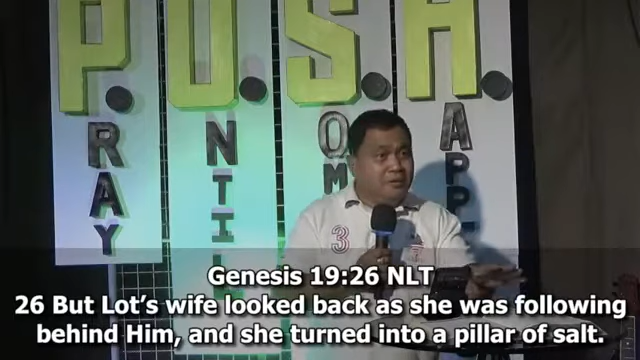 P.U.S.H.
RAY
NTIL
OM
APP
3
Genesis 19:26 NLT
26 But Lot's wife looked back as she was following
behind Him, and she turned into a pillar of salt.